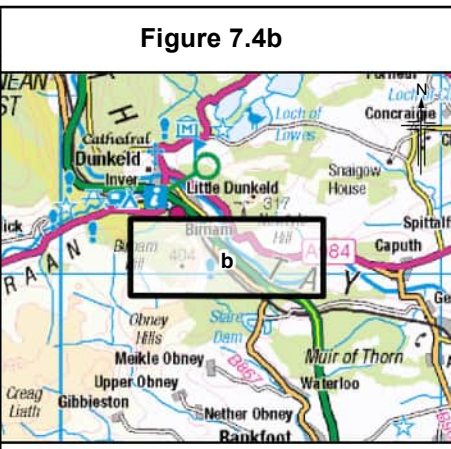 Figure 7.4b
N
Loch of
Concraigie
Lowes
Cathedral
Dunkeld
Inver
Little Dunkeld
Snaigow
House
317
Hill
Birnam
A984
Spittalf
Caputh
404
b
R A A N
T A Y
Obney
Hills
Stare
Dam
Meikle Obney
B867
Muir of Thorn
Upper Obney
Waterloo
Creag
Liath
Gibbieston
Nether Obney
Bankfoot